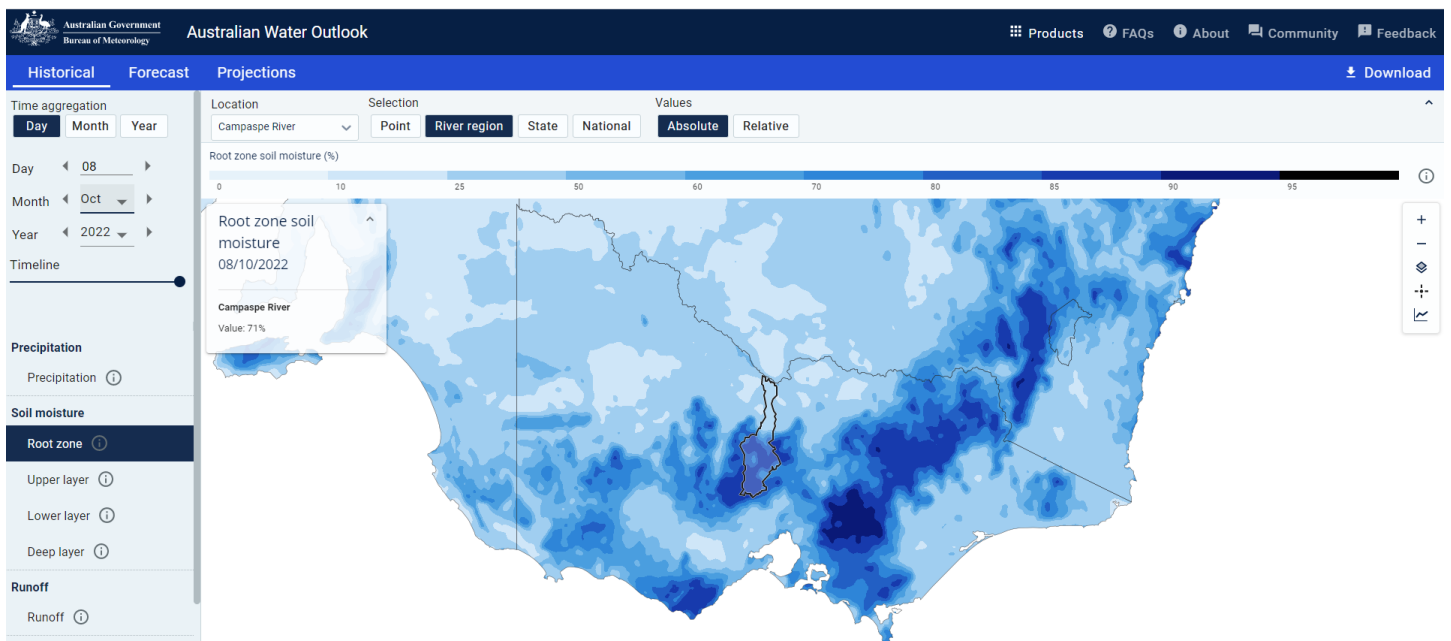 Australian Government
Bureau of Meteorology
Australian Water Outlook
Products
FAQs
About
Community
Feedback
Historical
Forecast
Projections
Download
Time aggregation
Day
Month
Year
Location
Campaspe River
Selection
Point
River region
State
National
Values
Absolute
Relative
Day
08
Month
Oct
Year
2022
Timeline
Root zone soil moisture (%)
0
10
25
50
60
70
80
85
90
95
Root zone soil
moisture
08/10/2022
Campaspe River
Value: 71%
Precipitation
Precipitation
Soil moisture
Root zone
Upper layer
Lower layer
Deep layer
Runoff
Runoff